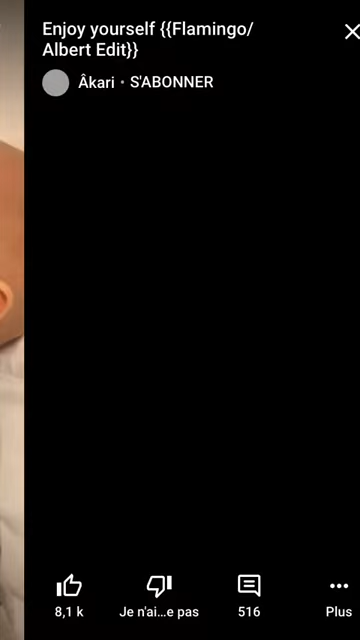 Enjoy yourself {{Flamingo/
Albert Edit}}
Âkari • S'ABONNER
8,1 k
Je n'ai...e pas
516
Plus